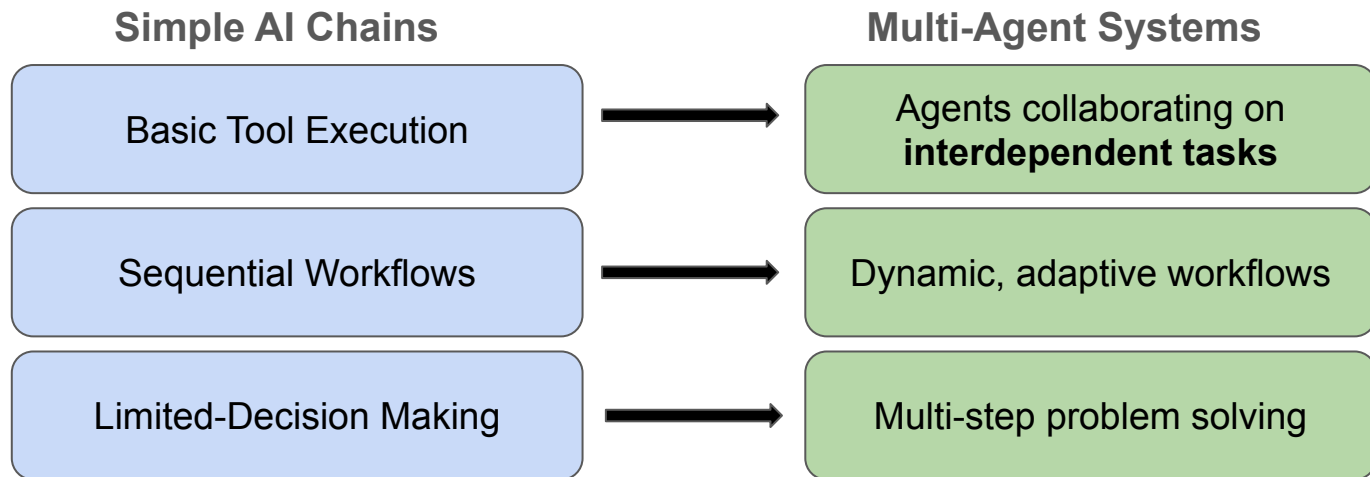 Simple AI Chains
Multi-Agent Systems
Basic Tool Execution
Agents collaborating on
interdependent tasks
Sequential Workflows
Dynamic, adaptive workflows
Limited-Decision Making
Multi-step problem solving